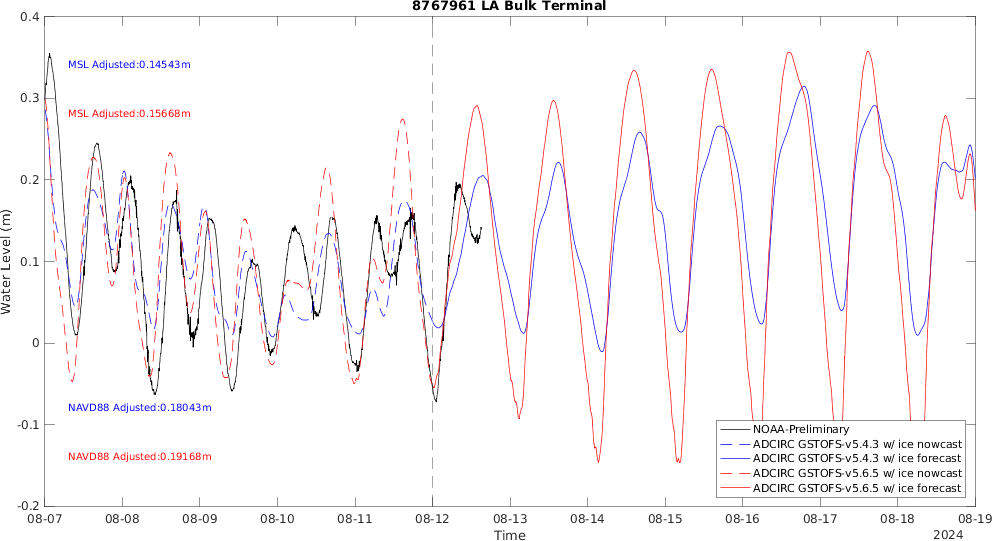 8767961 LA Bulk Terminal
0.4
0.3
0.2
0.1
0
-0.1
-0.2
Water Level (m)
MSL Adjusted:0.14543m
MSL Adjusted:0.15668m
NAVD88 Adjusted:0.18043m
NAVD88 Adjusted:0.19168m
NOAA-Preliminary
ADCIRC GSTOFS-v5.4.3 w/ ice nowcast
ADCIRC GSTOFS-v5.4.3 w/ ice forecast
ADCIRC GSTOFS-v5.6.5 w/ ice nowcast
ADCIRC GSTOFS-v5.6.5 w/ ice forecast
08-07 08-08 08-09 08-10 08-11 08-12 08-13 08-14 08-15 08-16 08-17 08-18 08-19
Time
2024